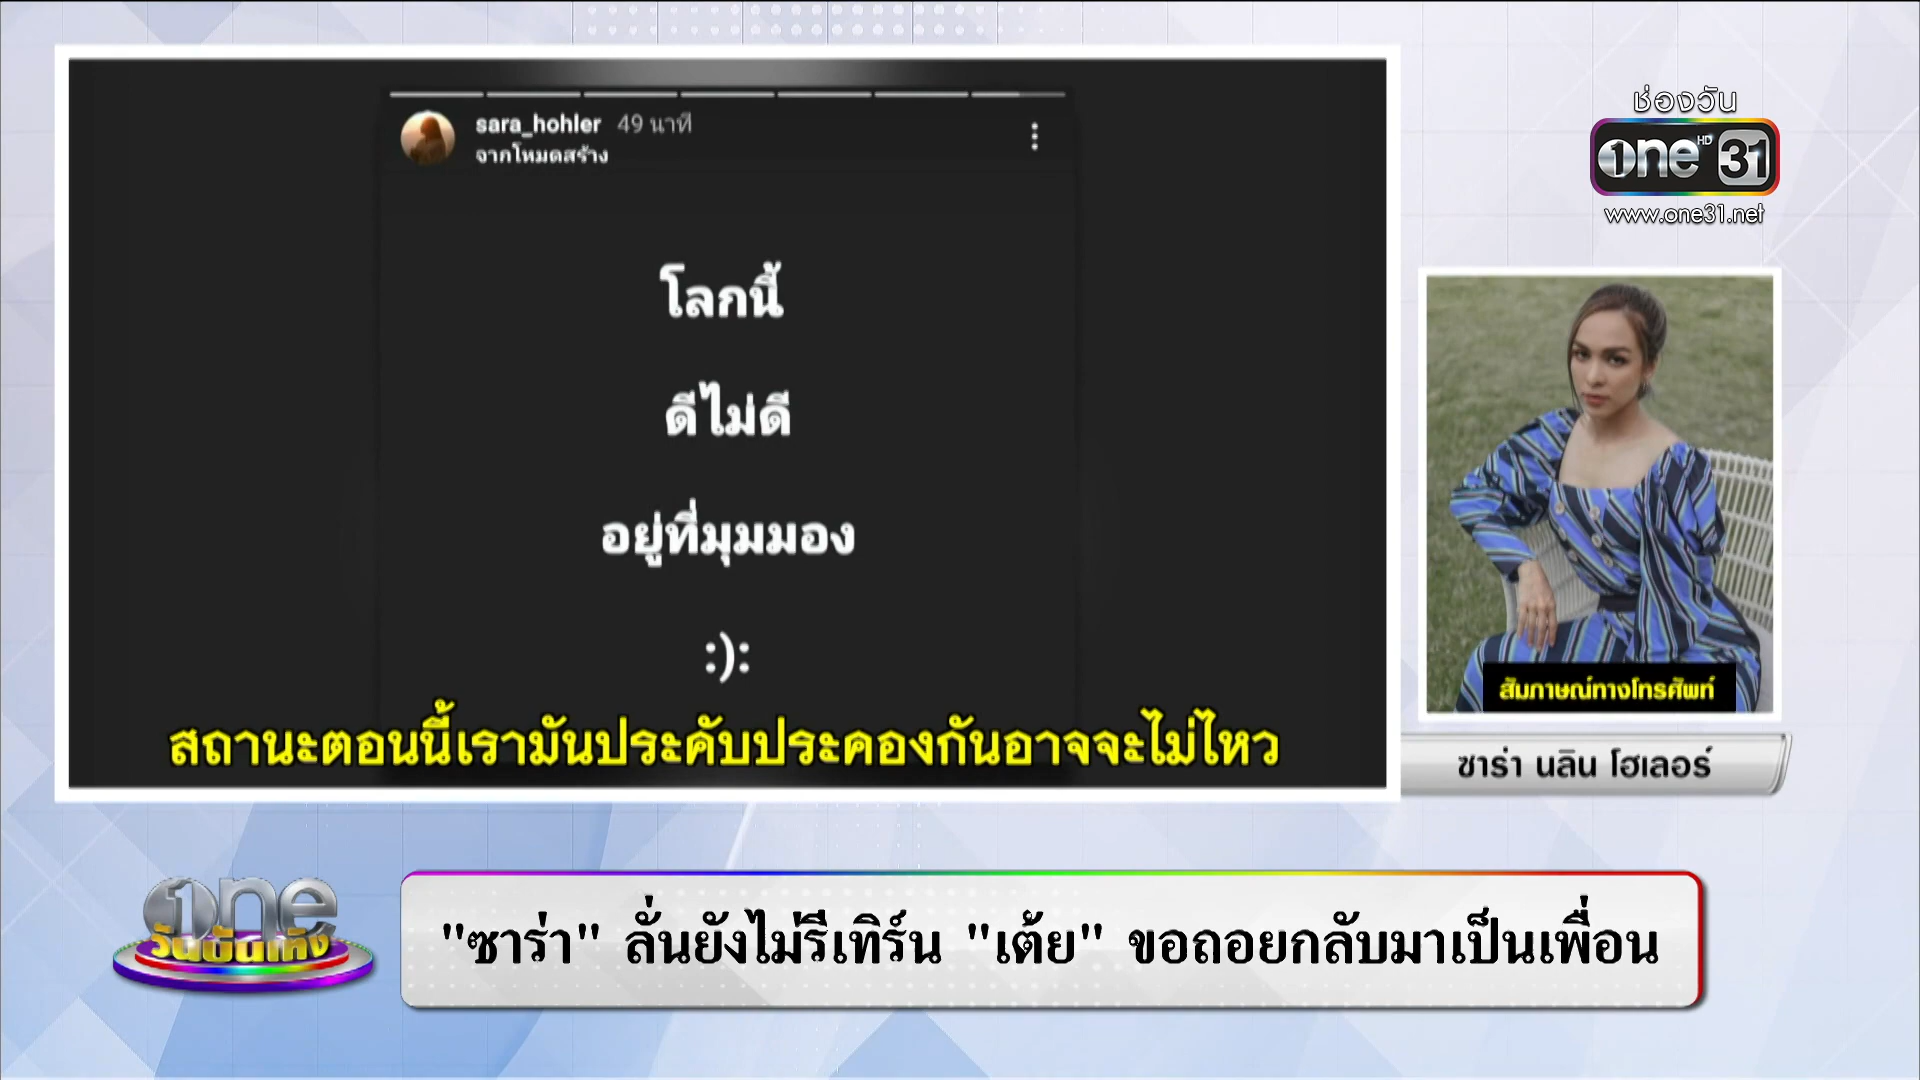 sara_hohler 49 นาที
จากโหมดสร้าง
โลกนี้
ดีไม่ดี
อยู่ที่มุมมอง
:):
สถานะตอนนี้เรามันประคับประคองกันอาจจะไม่ไหว
ช่องวัน
one HD 31
www.one31.net
สัมภาษณ์ทางโทรศัพท์
ซาร่า นลิน โฮเลอร์
one
วันบันเทิง
"ซาร่า" ลั่นยังไม่รีเทิร์น "เต้ย" ขอถอยกลับมาเป็นเพื่อน